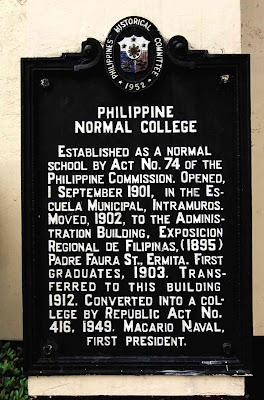 PHILIPPINES HISTORICAL COMMITTEE
1952
PHILIPPINE
NORMAL COLLEGE
ESTABLISHED AS A NORMAL
SCHOOL BY ACT NO. 74 OF THE
PHILIPPINE COMMISSION. OPENED,
1 SEPTEMBER 1901, IN THE ES-
CUELA MUNICIPAL, INTRAMUROS.
MOVED, 1902, TO THE ADMINIS-
TRATION BUILDING, EXPOSICION
REGIONAL DE FILIPINAS, (1895)
PADRE FAURA ST., ERMITA. FIRST
GRADUATES, 1903. TRANS-
FERRED TO THIS BUILDING
1912. CONVERTED INTO A COL-
LEGE BY REPUBLIC ACT NO.
416, 1949. MACARIO NAVAL,
FIRST PRESIDENT.